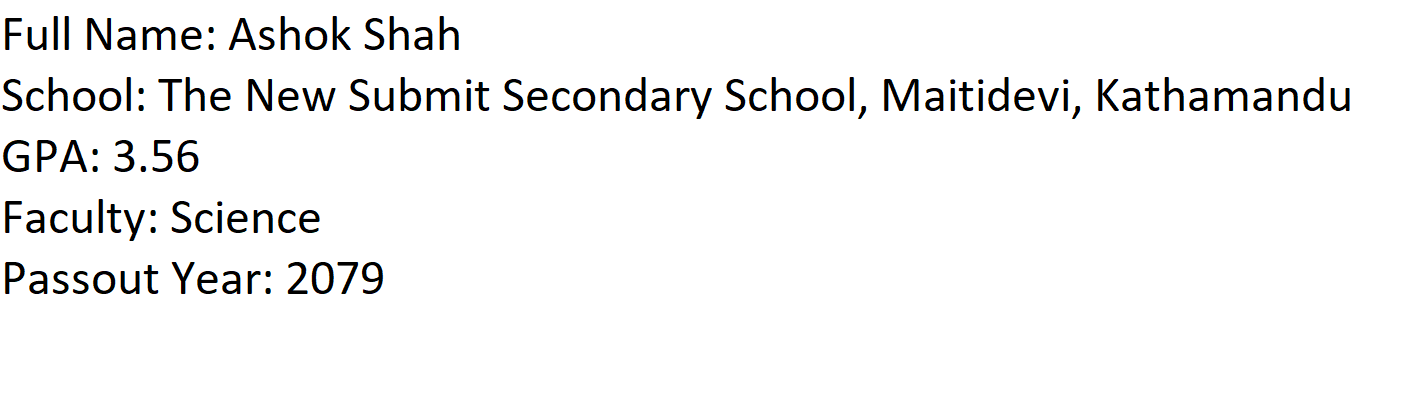 Full Name: Ashok Shah
School: The New Submit Secondary School, Maitidevi, Kathamandu
GPA: 3.56
Faculty: Science
Passout Year: 2079